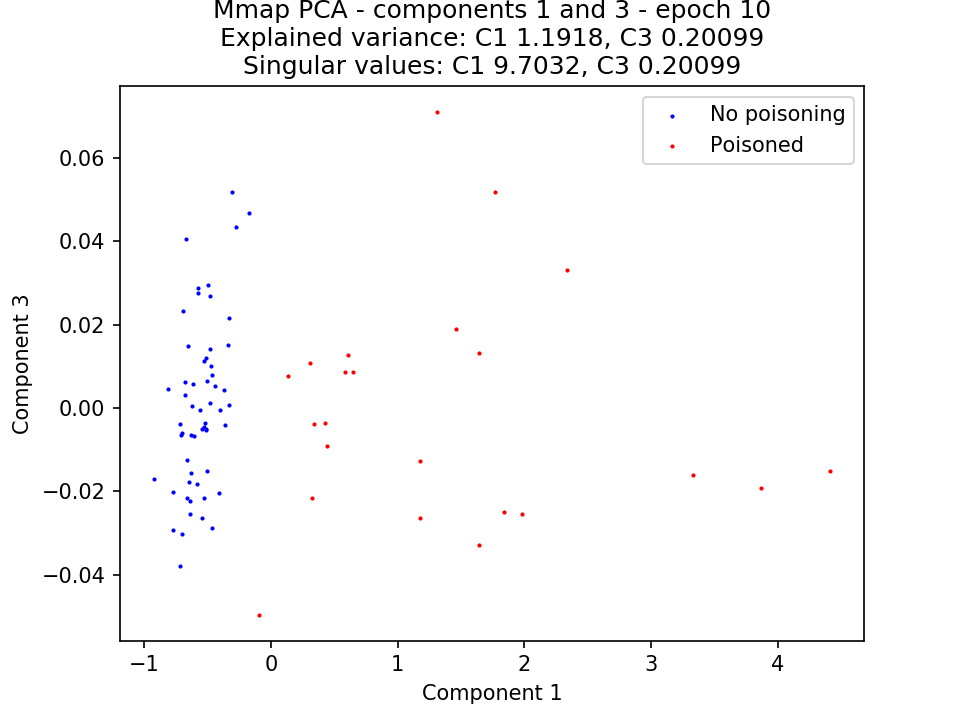 Mmap PCA - components 1 and 3 - epoch 10
Explained variance: C1 1.1918, C3 0.20099
Singular values: C1 9.7032, C3 0.20099
No poisoning
Poisoned
0.06
0.04
0.02
0.00
−0.02
−0.04
Component 3
−1 0 1 2 3 4
Component 1